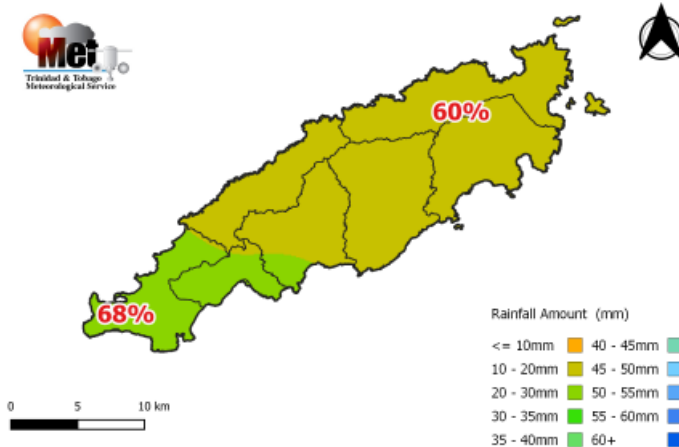 Met
Trinidad & Tobago
Meteorological Service
60%
68%
Rainfall Amount (mm)
<= 10mm 40 - 45mm
10 - 20mm 45 - 50mm
20 - 30mm 50 - 55mm
30 - 35mm 55 - 60mm
35 - 40mm 60+
0 5 10 km